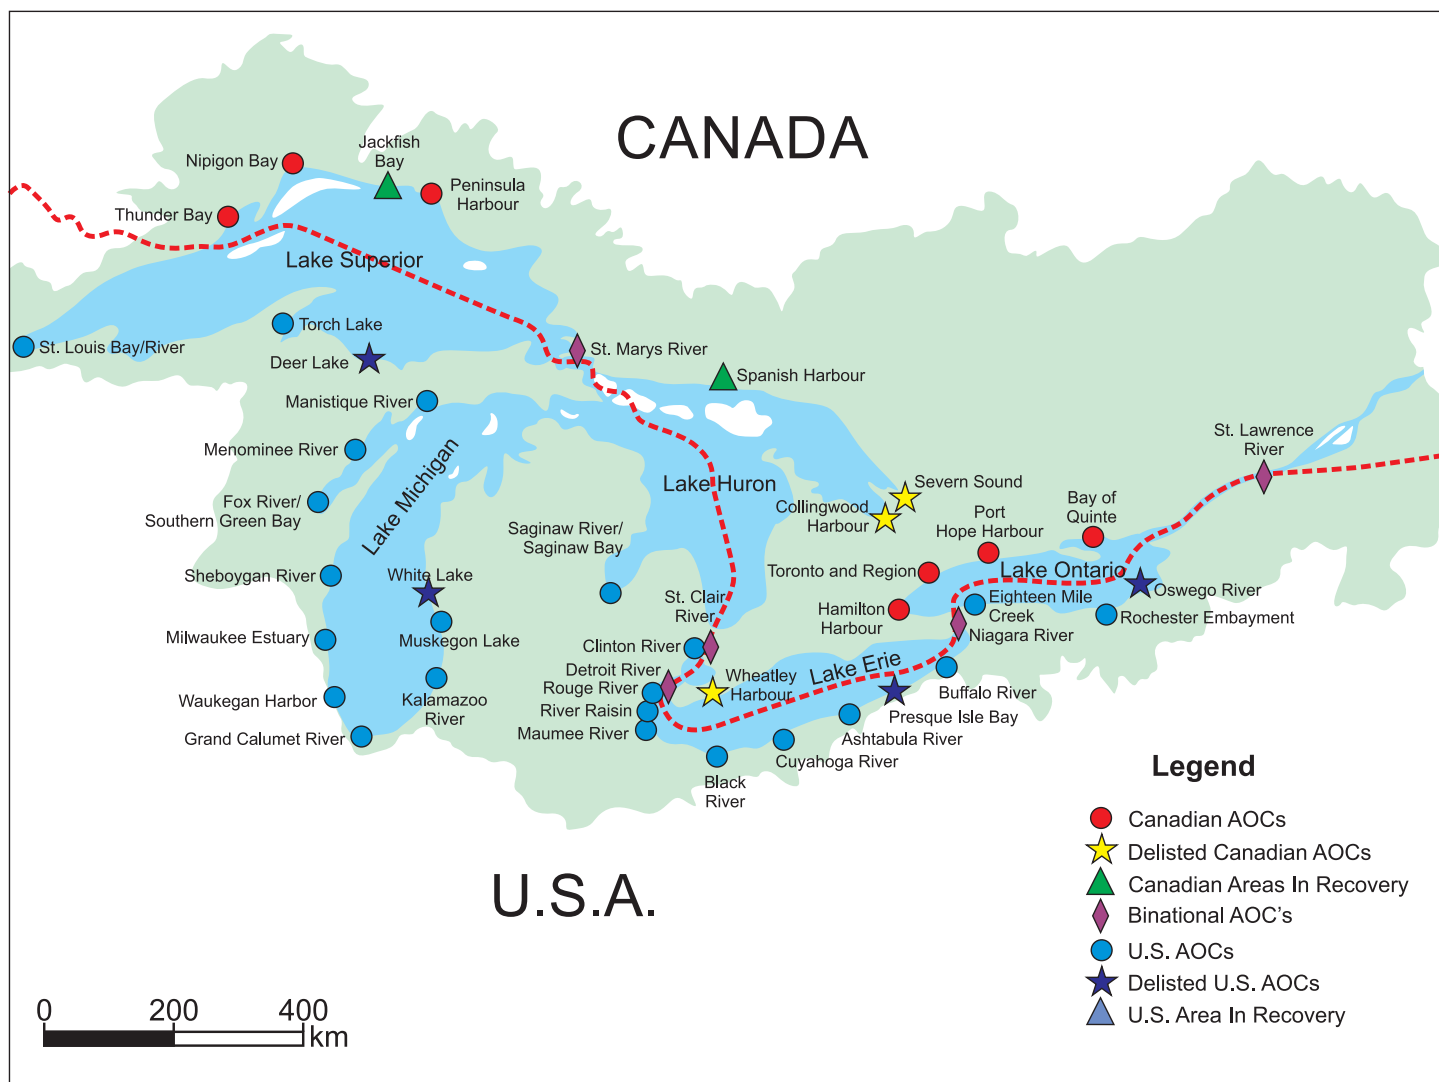 CANADA
Jackfish
Bay
Nipigon Bay
Peninsula
Harbour
Thunder Bay
Lake Superior
Torch Lake
St. Louis Bay/River
St. Marys River
Deer Lake
Spanish Harbour
Manistique River
St. Lawrence
River
Menominee River
Lake Michigan
Lake Huron
Severn Sound
Collingwood
Harbour
Fox River/
Southern Green Bay
Bay of
Quinte
Port
Hope Harbour
Saginaw River/
Saginaw Bay
Sheboygan River
White Lake
Toronto and Region
Lake Ontario
Oswego River
St. Clair
River
Hamilton
Harbour
Eighteen Mile
Creek
Rochester Embayment
Niagara River
Milwaukee Estuary
Muskegon Lake
Clinton River
Detroit River
Wheatley
Harbour
Lake Erie
Rouge River
Buffalo River
Waukegan Harbor
Kalamazoo
River
River Raisin
Presque Isle Bay
Maumee River
Grand Calumet River
Ashtabula River
Cuyahoga River
Black
River
U.S.A.
Legend
Canadian AOCs
Delisted Canadian AOCs
Canadian Areas In Recovery
Binational AOC's
U.S. AOCs
Delisted U.S. AOCs
U.S. Area In Recovery
0 200 400
km